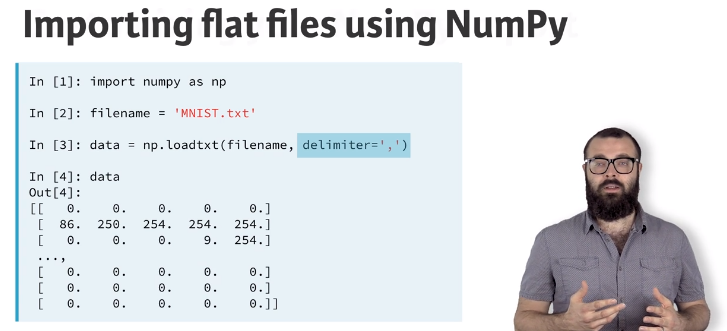 Importing flat files using NumPy
In [1]: import numpy as np
In [2]: filename = 'MNIST.txt'
In [3]: data = np.loadtxt(filename, delimiter=',')
In [4]: data
Out[4]:
[[   0.    0.    0.    0.    0.]
 [  86.  250.  254.  254.  254.]
 [   0.    0.    0.    9.  254.]
 ...,
 [   0.    0.    0.    0.    0.]
 [   0.    0.    0.    0.    0.]
 [   0.    0.    0.    0.    0.]]